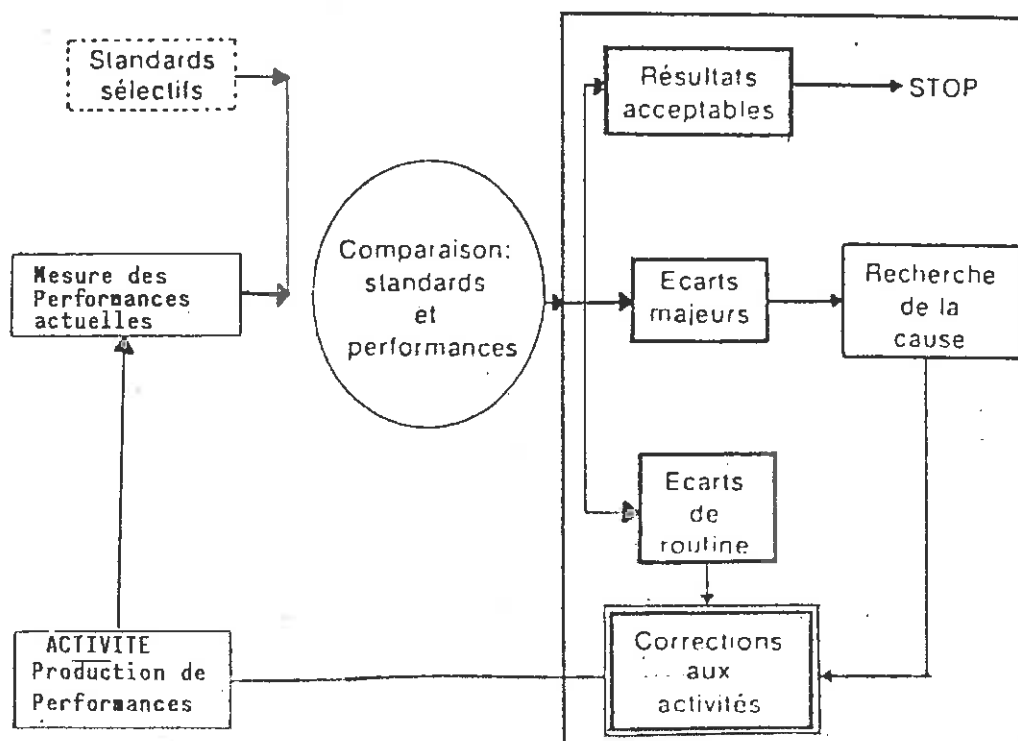 Standards
sélectifs
Résultats
acceptables
STOP
Mesure des
Performances
actuelles
Comparaison:
standards
et
performances
Ecarts
majeurs
Recherche
de la
cause
Ecarts
de
routine
ACTIVITE
Production de
Performances
Corrections
aux
activités